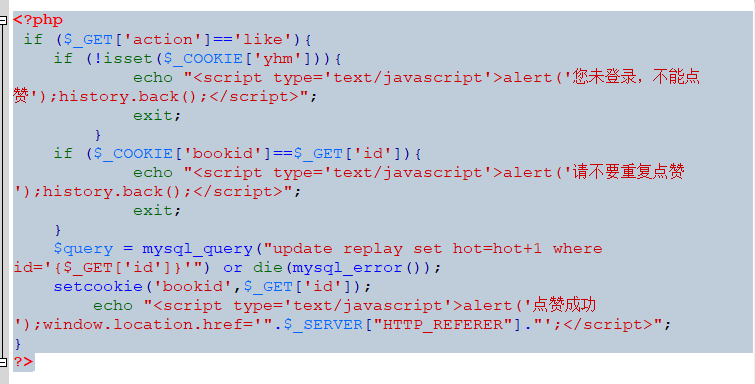 <?php
if ($_GET['action']=='like'){
if (!isset($_COOKIE['yhm'])){
echo "<script type='text/javascript'>alert('您未登录，不能点
赞');history.back();</script>";
exit;
}
if ($_COOKIE['bookid']==$_GET['id']){
echo "<script type='text/javascript'>alert('请不要重复点赞
');history.back();</script>";
exit;
}
$query = mysql_query("update replay set hot=hot+1 where
id='{$_GET['id']}'") or die(mysql_error());
setcookie('bookid',$_GET['id']);
echo "<script type='text/javascript'>alert('点赞成功
');window.location.href='".$_SERVER["HTTP_REFERER"]."';</script>";
}
?>